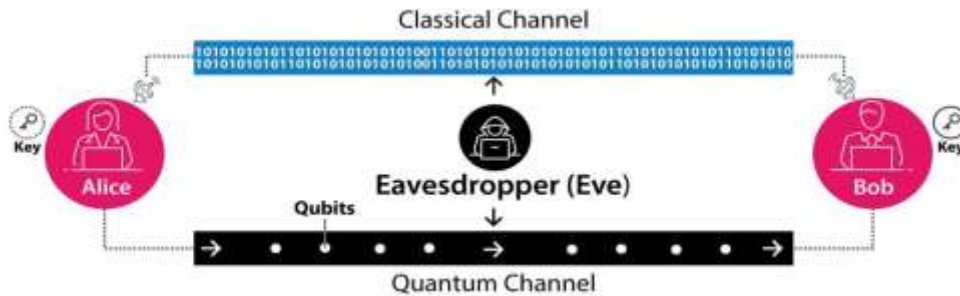 Classical Channel
Key
Alice
Eavesdropper (Eve)
Bob
Key
Qubits
Quantum Channel